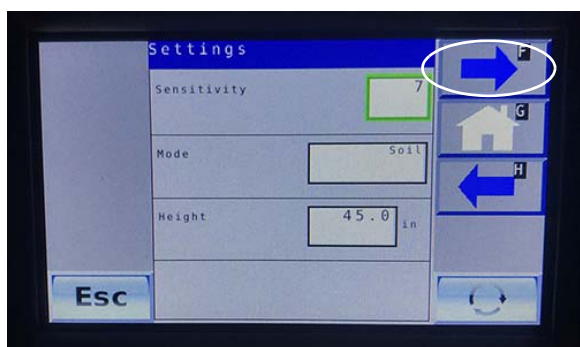 Settings
F
Sensitivity 7
G
Mode Soil
H
Height 45.0 in
Esc